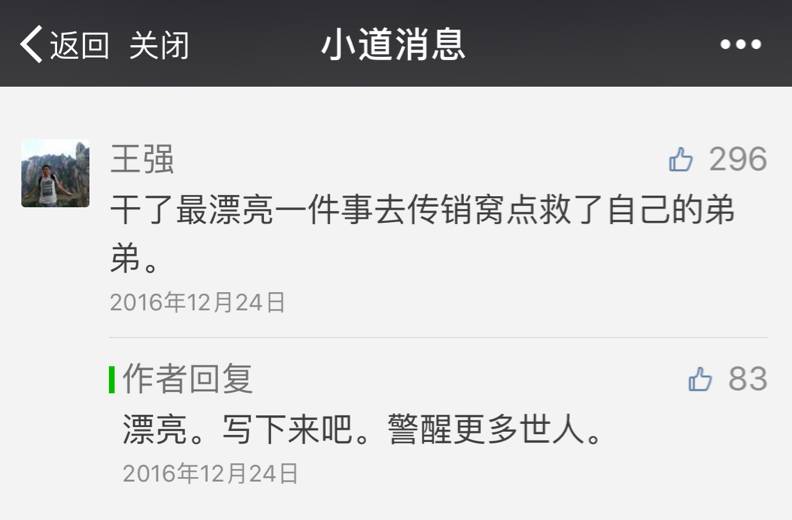 返回 关闭 小道消息
王强 296
干了最漂亮一件事去传销窝点救了自己的弟
弟。
2016年12月24日
作者回复 83
漂亮。写下来吧。警醒更多世人。
2016年12月24日